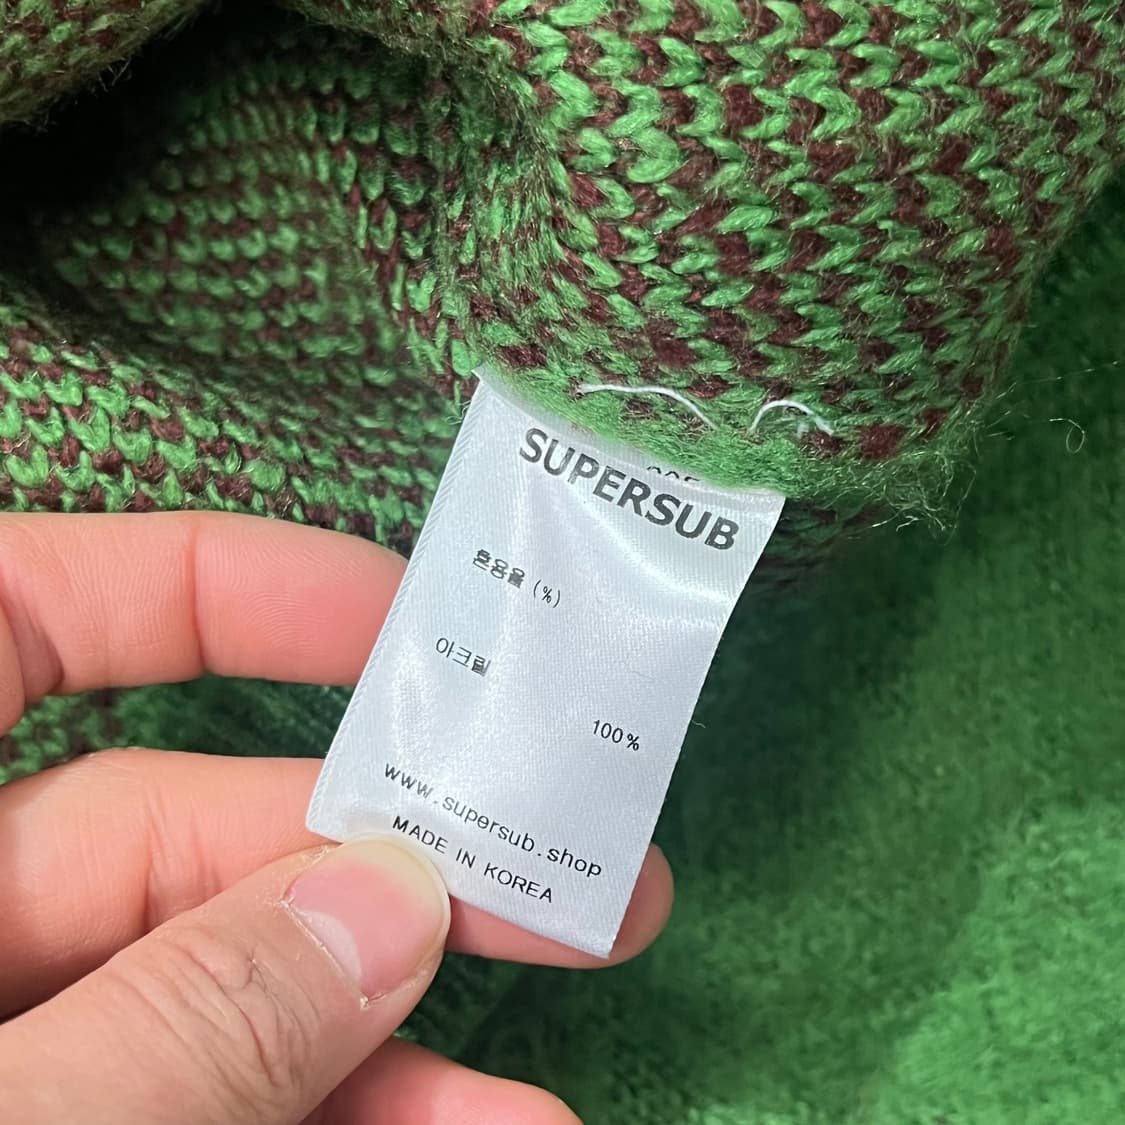 SUPERSUB
혼용율 (%)
아크릴
100%
www.supersub.shop
MADE IN KOREA